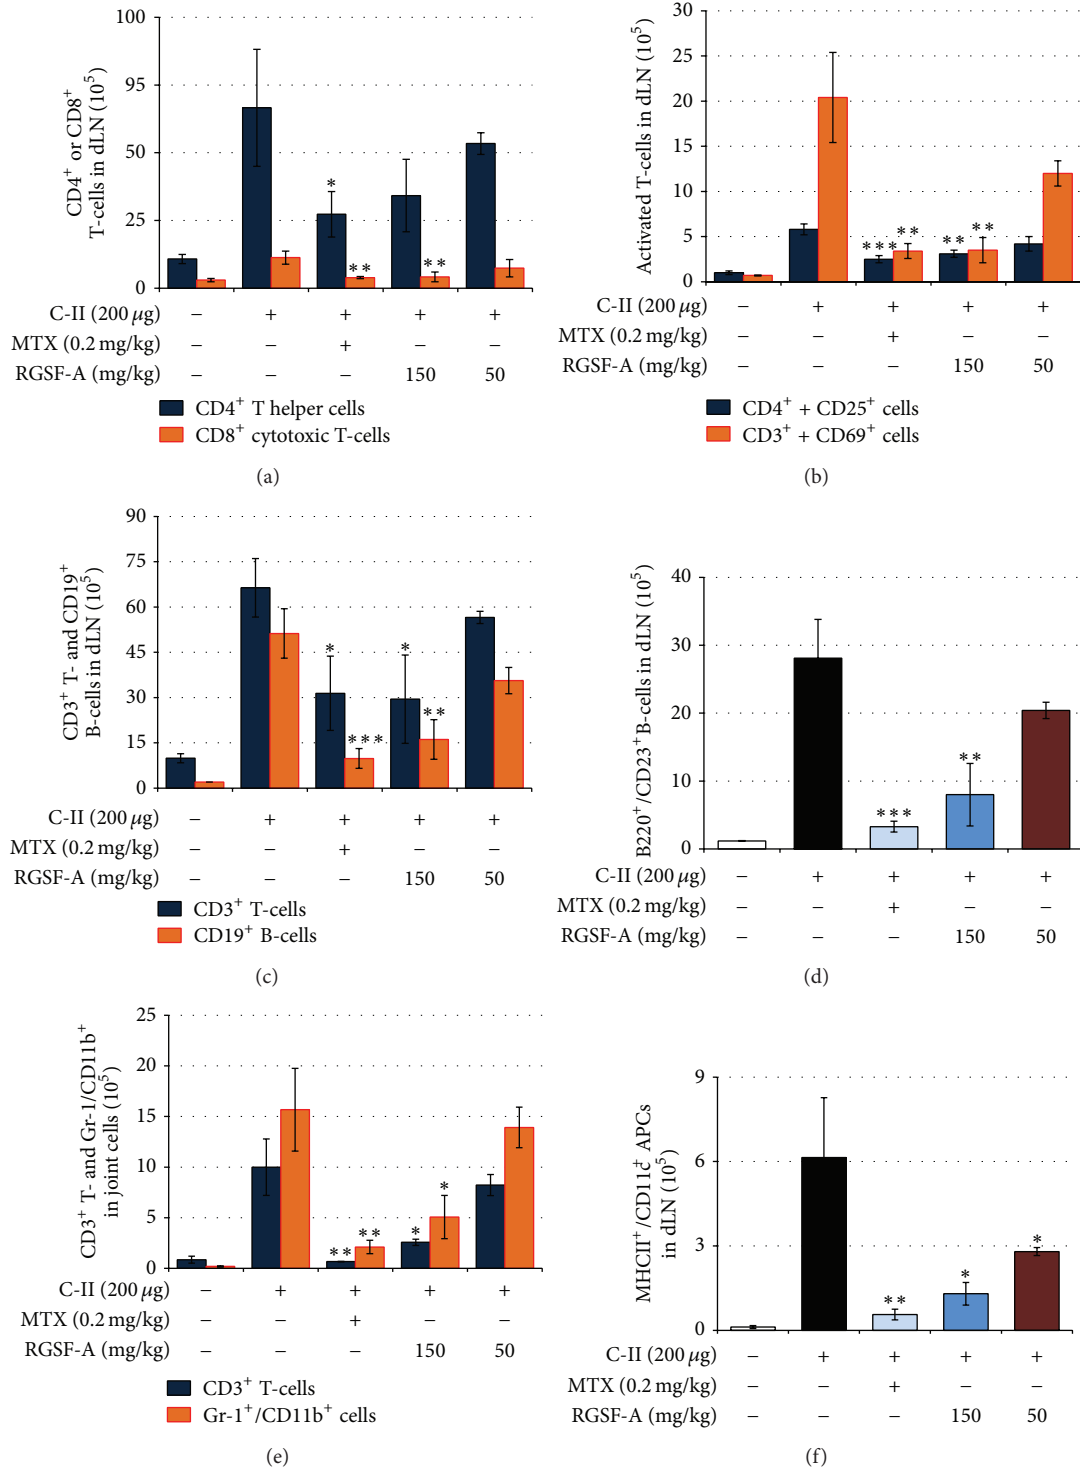 CD4+ or CD8+
T-cells in dLN (10^5)
100
75
50
25
0
C-II (200 μg) − + + + +
MTX (0.2 mg/kg) − − + − −
RGSF-A (mg/kg) − − − 150 50
* ** **
CD4+ T helper cells
CD8+ cytotoxic T-cells
(a)
Activated T-cells in dLN (10^5)
30
25
20
15
10
5
0
*** ** ** **
C-II (200 μg) − + + + +
MTX (0.2 mg/kg) − − + − −
RGSF-A (mg/kg) − − − 150 50
CD4+ + CD25+ cells
CD3+ + CD69+ cells
(b)
CD3+ T- and CD19+
B-cells in dLN (10^5)
90
75
60
45
30
15
0
* *** * **
C-II (200 μg) − + + + +
MTX (0.2 mg/kg) − − + − −
RGSF-A (mg/kg) − − − 150 50
CD3+ T-cells
CD19+ B-cells
(c)
B220+/CD23+ B-cells in dLN (10^5)
40
30
20
10
0
*** **
C-II (200 μg) − + + + +
MTX (0.2 mg/kg) − − + − −
RGSF-A (mg/kg) − − − 150 50
(d)
CD3+ T- and Gr-1/CD11b+
in joint cells (10^5)
25
20
15
10
5
0
** ** * *
C-II (200 μg) − + + + +
MTX (0.2 mg/kg) − − + − −
RGSF-A (mg/kg) − − − 150 50
CD3+ T-cells
Gr-1+/CD11b+ cells
(e)
MHCII+/CD11c+ APCs
in dLN (10^5)
9
6
3
0
** * *
C-II (200 μg) − + + + +
MTX (0.2 mg/kg) − − + − −
RGSF-A (mg/kg) − − − 150 50
(f)